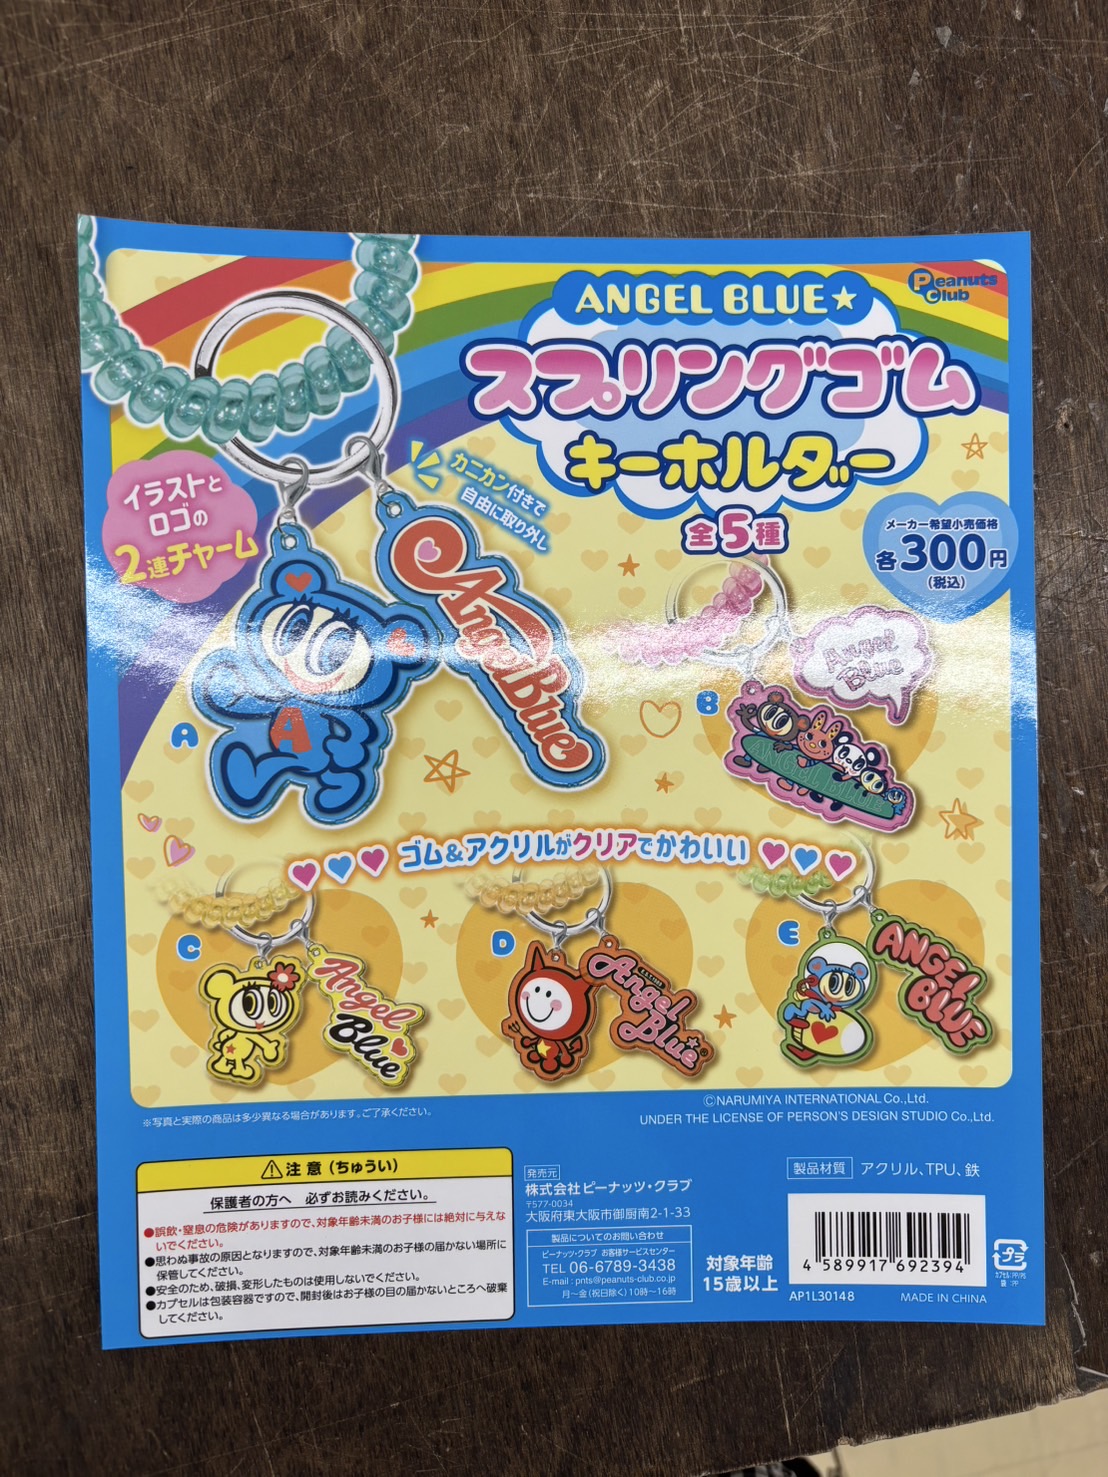 Peanuts Club
ANGEL BLUE★
スプリングゴム
キーホルダー
全5種
メーカー希望小売価格
各300円
(税込)
イラストと
ロゴの
2連チャーム
カニカン付きで
自由に取り外し
A
A
Angel Blue
B
Angel
Blue
ANGEL BLUE
ゴム&アクリルがクリアでかわいい
C
Angel
Blue
D
Angel
Blue
E
ANGEL
BLUE
※写真と実際の商品は多少異なる場合があります。ご了承ください。
©NARUMIYA INTERNATIONAL Co.,Ltd.
UNDER THE LICENSE OF PERSON'S DESIGN STUDIO Co.,Ltd.
⚠注意(ちゅうい)
保護者の方へ 必ずお読みください。
●誤飲・窒息の危険がありますので、対象年齢未満のお子様には絶対に与えな
いでください。
●思わぬ事故の原因となりますので、対象年齢未満のお子様の届かない場所に
保管してください。
●安全のため、破損、変形したものは使用しないでください。
●カプセルは包装容器ですので、開封後はお子様の目の届かないところへ破棄
してください。
発売元
株式会社ピーナッツ・クラブ
〒577-0034
大阪府東大阪市御厨南2-1-33
製品についてのお問い合わせ
ピーナッツ・クラブ お客様サービスセンター
TEL 06-6789-3438
E-mail : pnts@peanuts-club.co.jp
月〜金(祝日除く)10時〜16時
対象年齢
15歳以上
製品材質 アクリル、TPU、鉄
4 589917 692394
AP1L30148
MADE IN CHINA
プラ